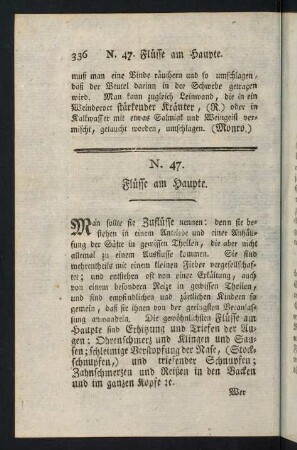 336 N. 47. Flüsse am Haupte.
muß man eine Binde räuchern und so umschlagen,
daß der Beutel darinn in der Schwebe getragen
wird. Man kann zugleich Leinwand, die in ein
Weindecoct stärkender Kräuter, (R.) oder in
Kalkwasser mit etwas Salmiak und Weingeist ver-
mischt, getaucht worden, umschlagen. (Monro.)
N. 47.
Flüsse am Haupte.
Man sollte sie Zuflüsse nennen: denn sie be-
stehen in einem Antriebe und einer Anhäu-
fung der Säfte in gewissen Theilen, die aber nicht
allemal zu einem Ausflusse kommen. Sie sind
mehrentheils mit einem kleinen Fieber vergesellschaf-
tet; und entstehen oft von einer Erkältung, auch
von einem besondern Reitze in gewissen Theilen,
und sind empfindlichen und zärtlichen Kindern so
gemein, daß sie ihnen von der geringsten Veranlas-
sung anwandeln. Die gewöhnlichsten Flüsse am
Haupte sind Erhitzung und Triefen der Au-
gen: Ohrenschmerz und Klingen und Sau-
sen; schleimige Verstopfung der Nase, (Stock-
schnupfen,) und triefender Schnupfen;
Zahnschmerzen und Reißen in den Backen
und im ganzen Kopfe ꝛc.
Wer